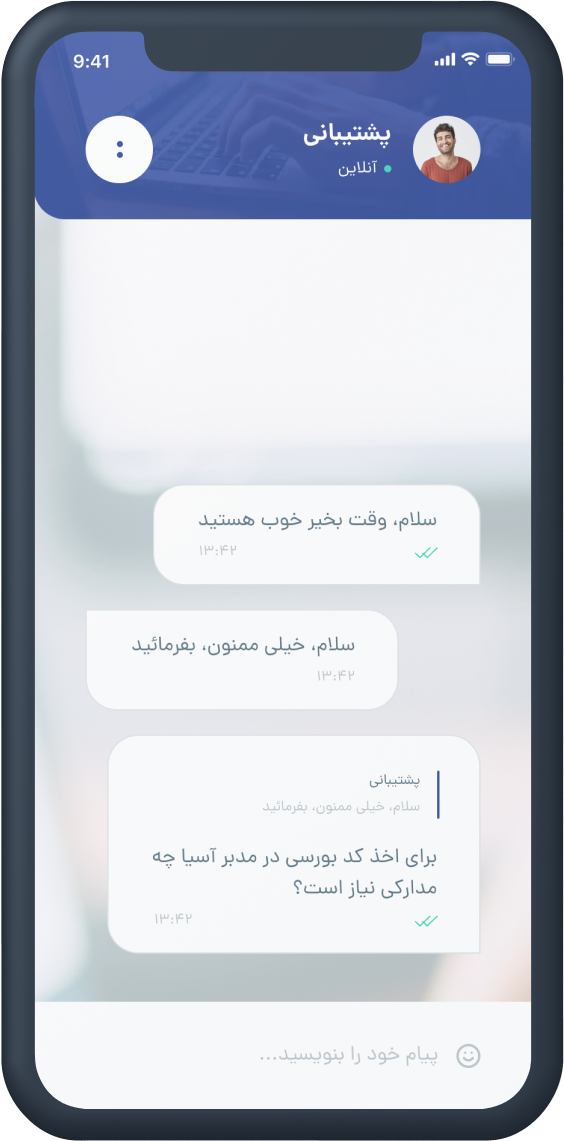 9:41
پشتیبانی
آنلاین
سلام، وقت بخیر خوب هستید
۱۳:۴۲
سلام، خیلی ممنون، بفرمائید
۱۳:۴۲
پشتیبانی
سلام، خیلی ممنون، بفرمائید
برای اخذ کد بورسی در مدبر آسیا چه
مدارکی نیاز است؟
۱۳:۴۲
پیام خود را بنویسید...